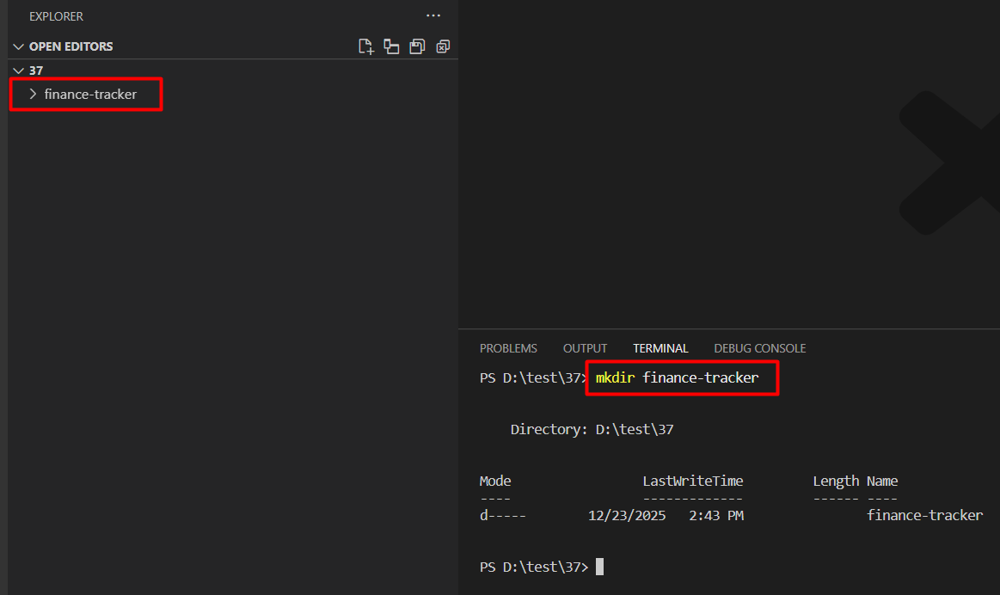 EXPLORER
OPEN EDITORS
37
finance-tracker
PROBLEMS OUTPUT TERMINAL DEBUG CONSOLE
PS D:\test\37> mkdir finance-tracker
Directory: D:\test\37
Mode LastWriteTime Length Name
---- ------------- ------ ----
d----- 12/23/2025 2:43 PM finance-tracker
PS D:\test\37>